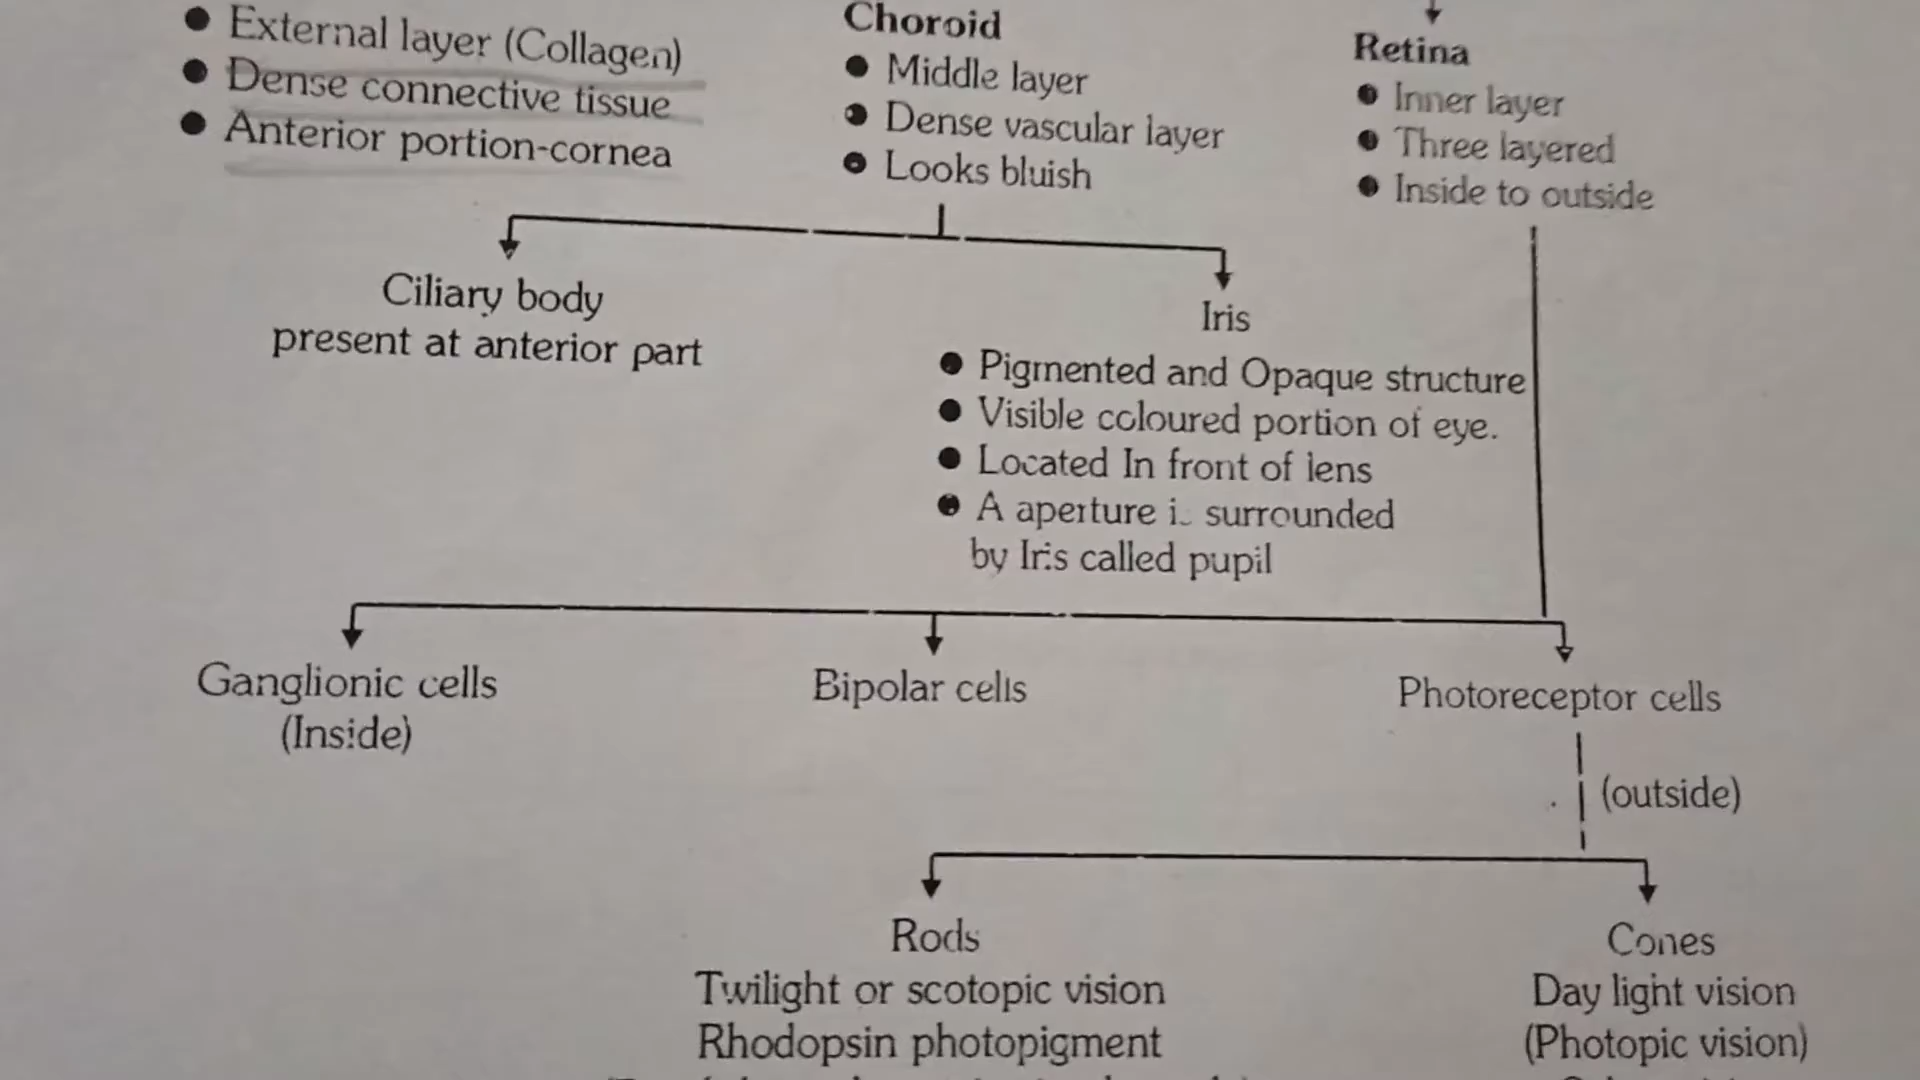 ● External layer (Collagen)
● Dense connective tissue
● Anterior portion-cornea
Choroid
● Middle layer
● Dense vascular layer
● Looks bluish
Retina
● Inner layer
● Three layered
● Inside to outside
Ciliary body
present at anterior part
Iris
● Pigmented and Opaque structure
● Visible coloured portion of eye.
● Located In front of lens
● A aperture is surrounded
by Iris called pupil
Ganglionic cells
(Inside)
Bipolar cells
Photoreceptor cells
(outside)
Rods
Twilight or scotopic vision
Rhodopsin photopigment
Cones
Day light vision
(Photopic vision)